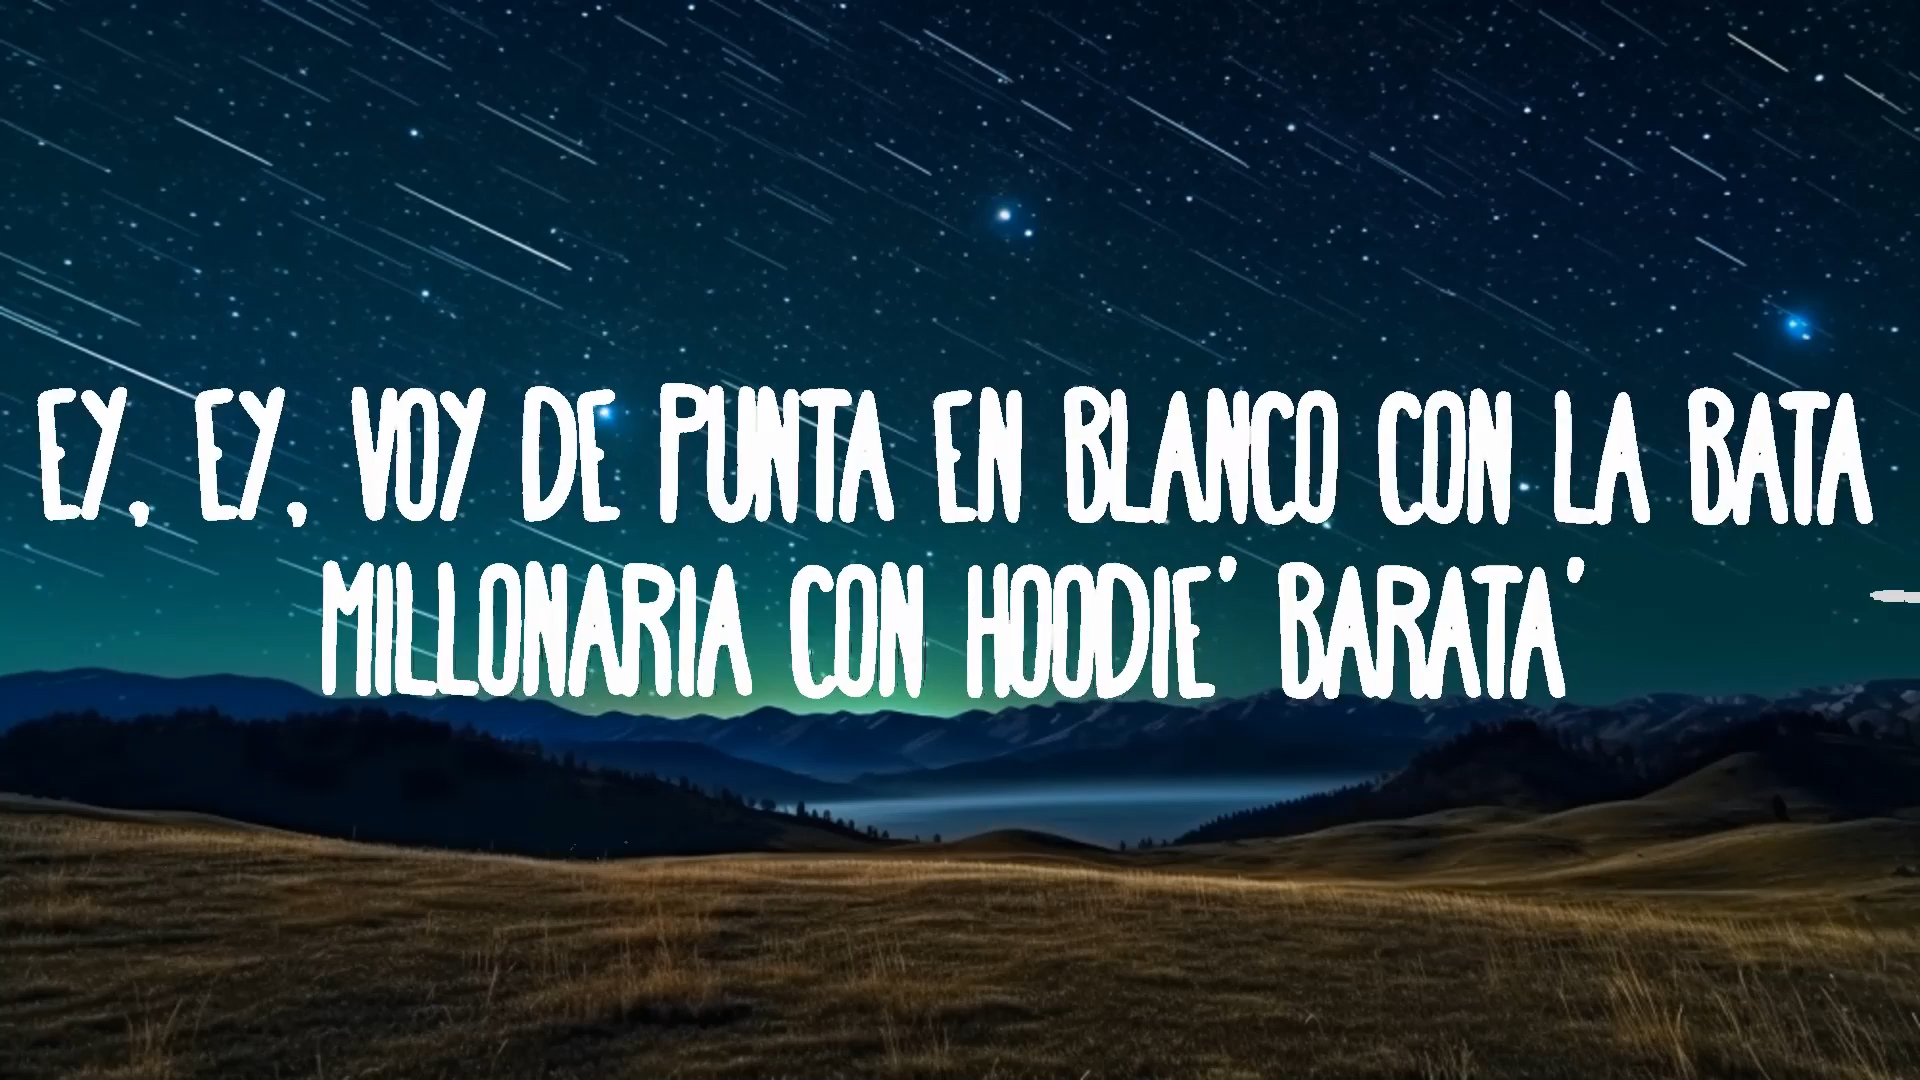 EY, EY, VOY DE PUNTA EN BLANCO CON LA BATA
MILLONARIA CON HOODIE' BARATA'